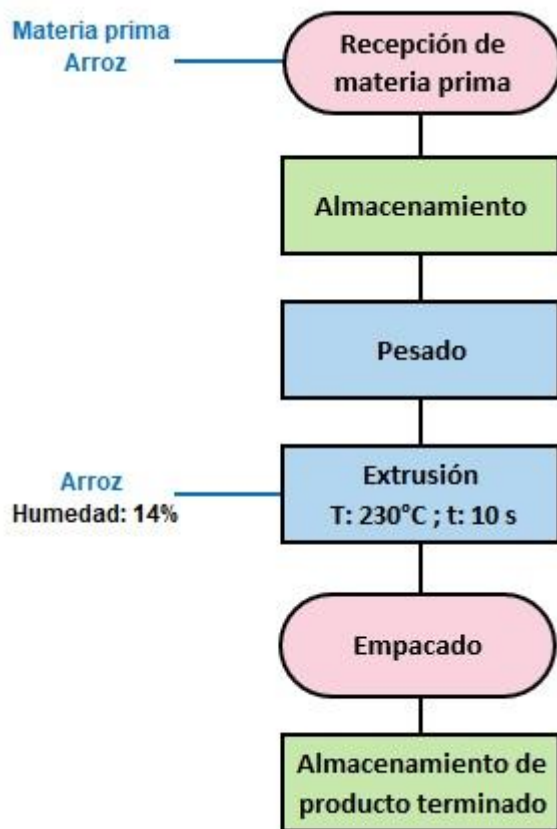 Materia prima
Arroz
Recepción de
materia prima
Almacenamiento
Pesado
Arroz
Humedad: 14%
Extrusión
T: 230°C ; t: 10 s
Empacado
Almacenamiento de
producto terminado